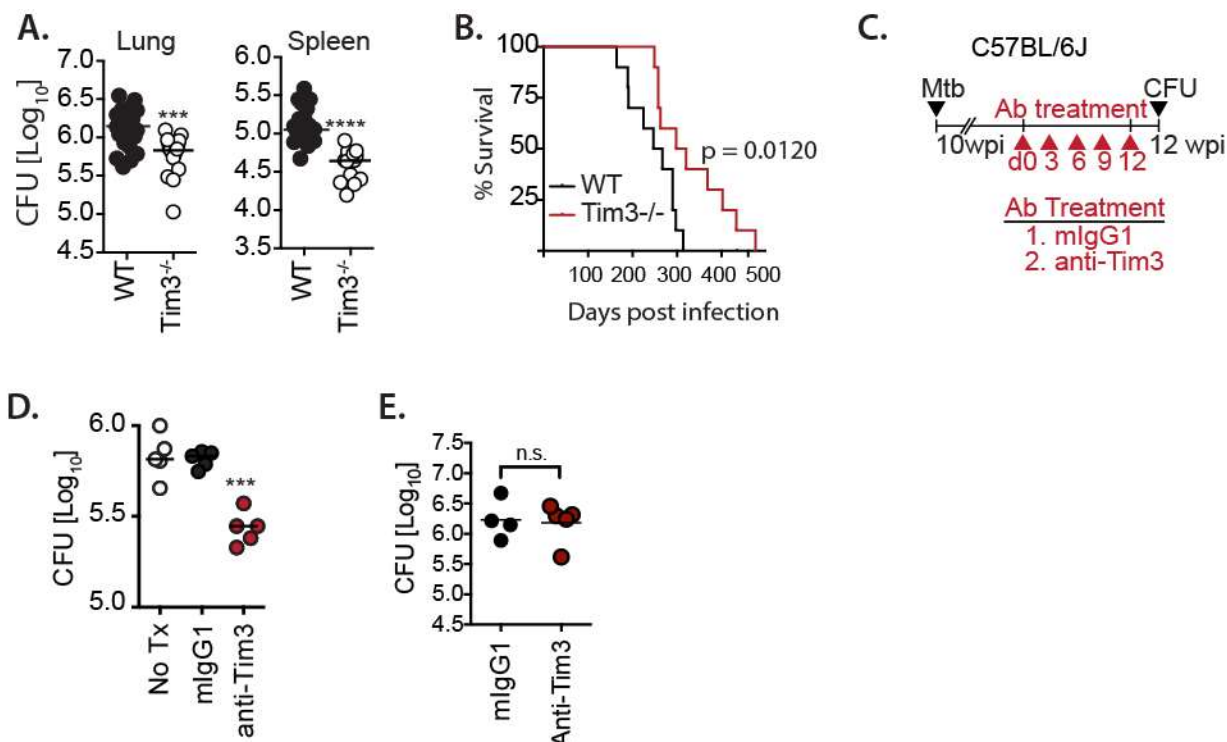 A.
Lung
Spleen
CFU [Log10]
7.0
6.5
6.0
5.5
5.0
4.5
***
WT
Tim3-/-
6.0
5.5
5.0
4.5
4.0
3.5
****
WT
Tim3-/-
B.
% Survival
100
75
50
25
p = 0.0120
WT
Tim3-/-
100 200 300 400 500
Days post infection
C.
C57BL/6J
Mtb
CFU
Ab treatment
10wpi
12 wpi
d0 3 6 9 12
Ab Treatment
1. mIgG1
2. anti-Tim3
D.
CFU [Log10]
6.0
5.5
5.0
***
No Tx
mIgG1
anti-Tim3
E.
CFU [Log10]
7.5
7.0
6.5
6.0
5.5
5.0
4.5
n.s.
mIgG1
Anti-Tim3